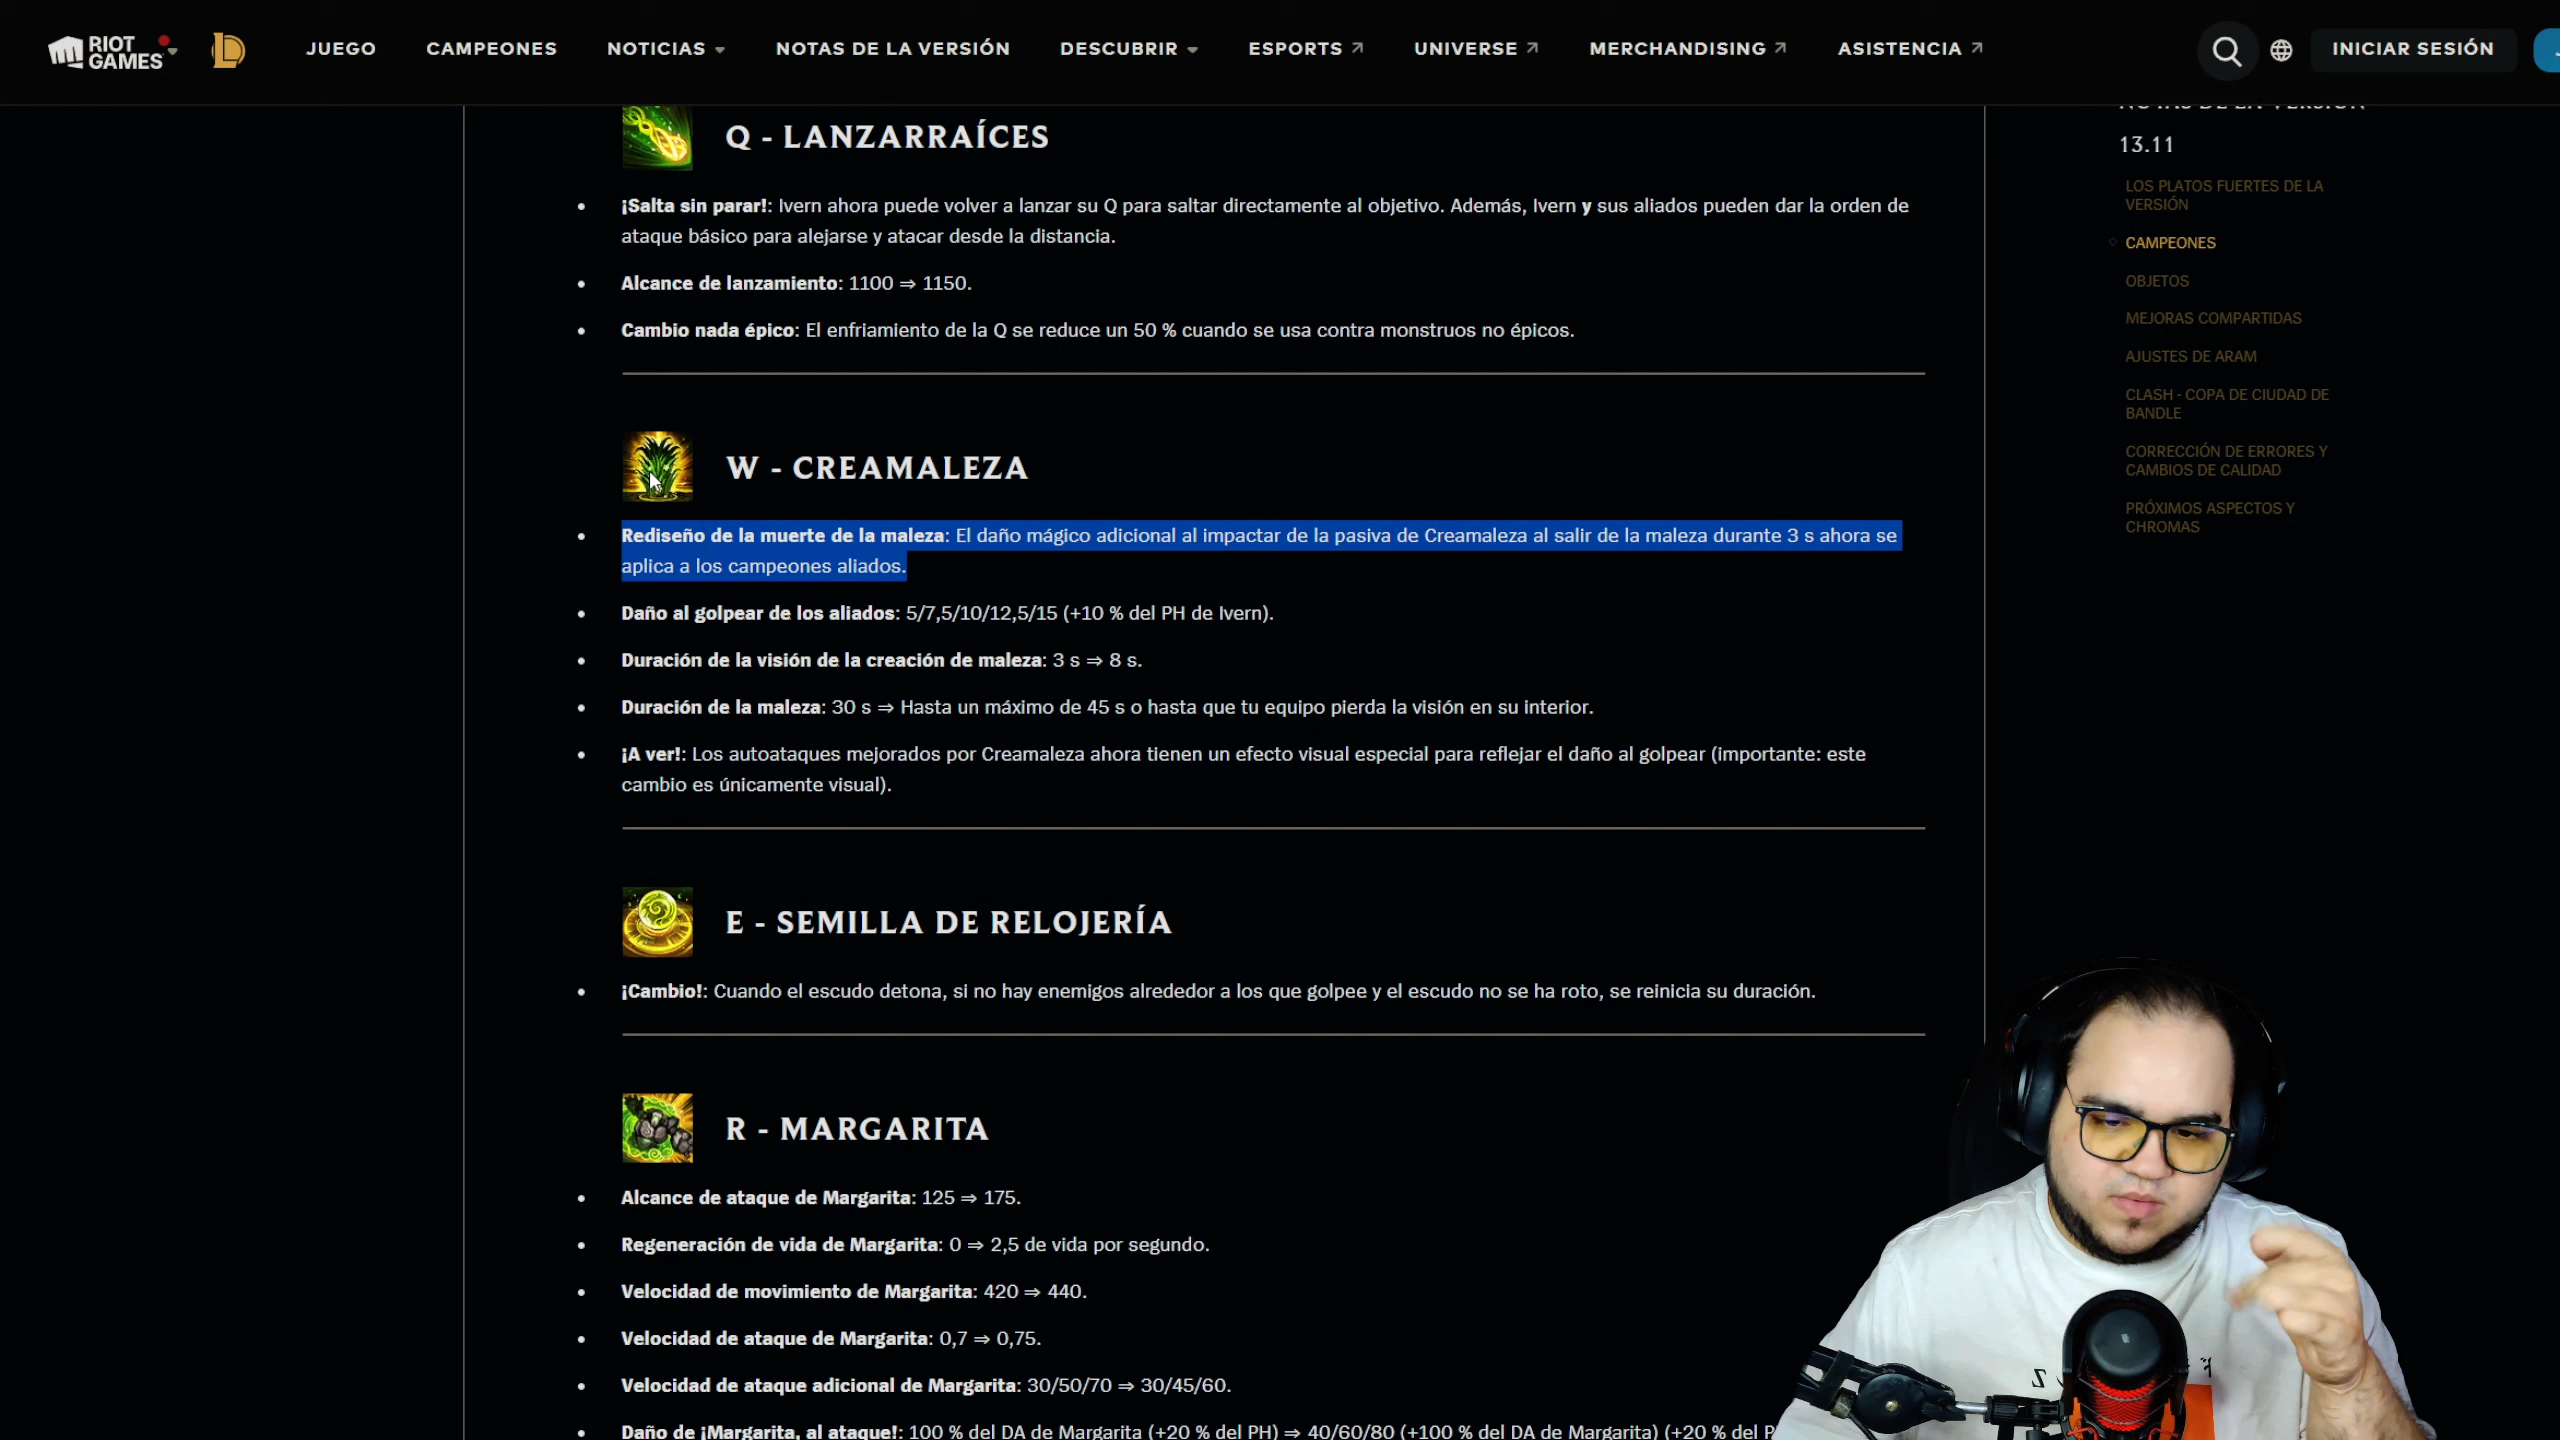 RIOT GAMES
JUEGO CAMPEONES NOTICIAS NOTAS DE LA VERSIÓN DESCUBRIR ESPORTS UNIVERSE MERCHANDISING ASISTENCIA INICIAR SESIÓN
NOTAS DE LA VERSIÓN
13.11
LOS PLATOS FUERTES DE LA
VERSIÓN
CAMPEONES
OBJETOS
MEJORAS COMPARTIDAS
AJUSTES DE ARAM
CLASH - COPA DE CIUDAD DE
BANDLE
CORRECCIÓN DE ERRORES Y
CAMBIOS DE CALIDAD
PRÓXIMOS ASPECTOS Y
CHROMAS
Q - LANZARRAÍCES
• ¡Salta sin parar!: Ivern ahora puede volver a lanzar su Q para saltar directamente al objetivo. Además, Ivern y sus aliados pueden dar la orden de
ataque básico para alejarse y atacar desde la distancia.
• Alcance de lanzamiento: 1100 ⇒ 1150.
• Cambio nada épico: El enfriamiento de la Q se reduce un 50 % cuando se usa contra monstruos no épicos.
W - CREAMALEZA
• Rediseño de la muerte de la maleza: El daño mágico adicional al impactar de la pasiva de Creamaleza al salir de la maleza durante 3 s ahora se
aplica a los campeones aliados.
• Daño al golpear de los aliados: 5/7,5/10/12,5/15 (+10 % del PH de Ivern).
• Duración de la visión de la creación de maleza: 3 s ⇒ 8 s.
• Duración de la maleza: 30 s ⇒ Hasta un máximo de 45 s o hasta que tu equipo pierda la visión en su interior.
• ¡A ver!: Los autoataques mejorados por Creamaleza ahora tienen un efecto visual especial para reflejar el daño al golpear (importante: este
cambio es únicamente visual).
E - SEMILLA DE RELOJERÍA
• ¡Cambio!: Cuando el escudo detona, si no hay enemigos alrededor a los que golpee y el escudo no se ha roto, se reinicia su duración.
R - MARGARITA
• Alcance de ataque de Margarita: 125 ⇒ 175.
• Regeneración de vida de Margarita: 0 ⇒ 2,5 de vida por segundo.
• Velocidad de movimiento de Margarita: 420 ⇒ 440.
• Velocidad de ataque de Margarita: 0,7 ⇒ 0,75.
• Velocidad de ataque adicional de Margarita: 30/50/70 ⇒ 30/45/60.
• Daño de ¡Margarita, al ataque!: 100 % del DA de Margarita (+20 % del PH) ⇒ 40/60/80 (+100 % del DA de Margarita) (+20 % del